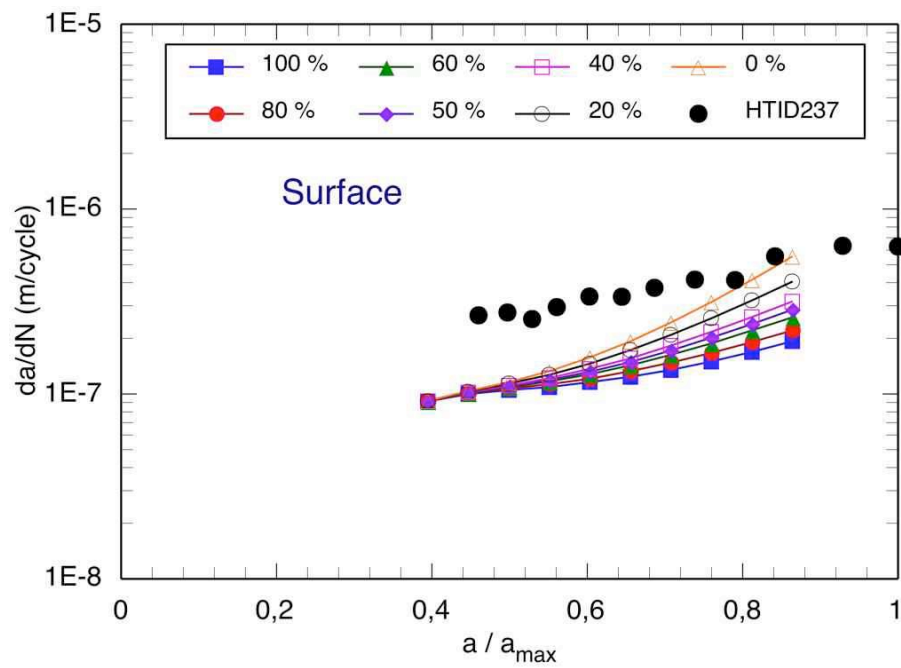 1E-5
100 %
60 %
40 %
0 %
80 %
50 %
20 %
HTID237
Surface
1E-6
da/dN (m/cycle)
1E-7
1E-8
0
0,2
0,4
0,6
0,8
1
a / amax